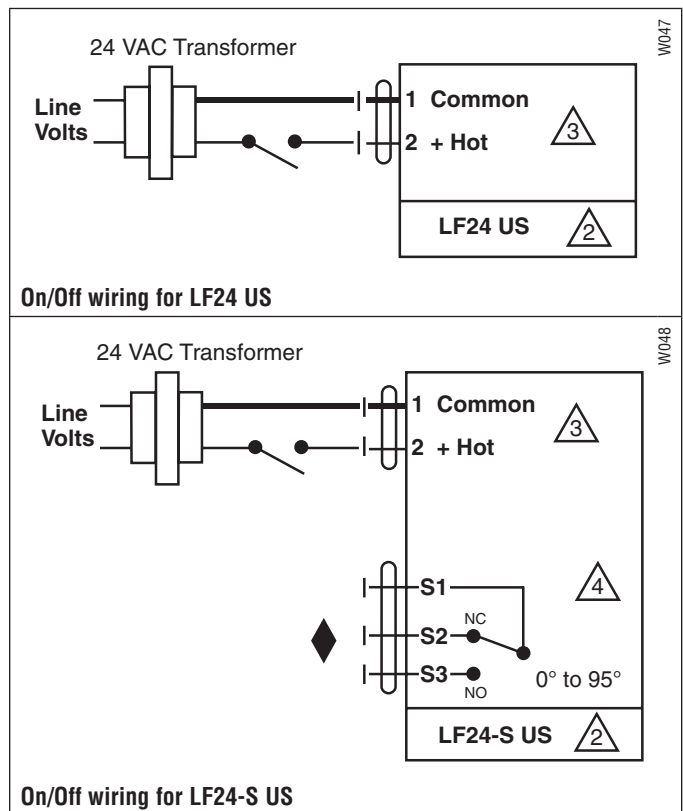 W047
24 VAC Transformer
Line
Volts
1 Common
2 + Hot
3
LF24 US
2
On/Off wiring for LF24 US
W048
24 VAC Transformer
Line
Volts
1 Common
2 + Hot
3
S1
4
NC
S2
S3
NO
0° to 95°
LF24-S US
2
On/Off wiring for LF24-S US